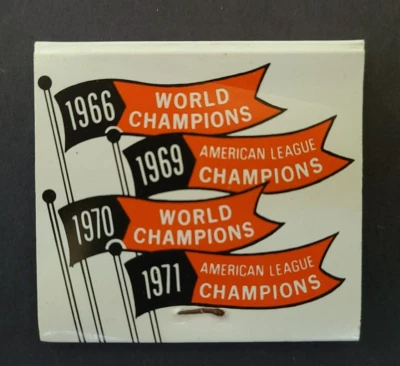 1966 WORLD
CHAMPIONS
1969 AMERICAN LEAGUE
CHAMPIONS
1970 WORLD
CHAMPIONS
1971 AMERICAN LEAGUE
CHAMPIONS